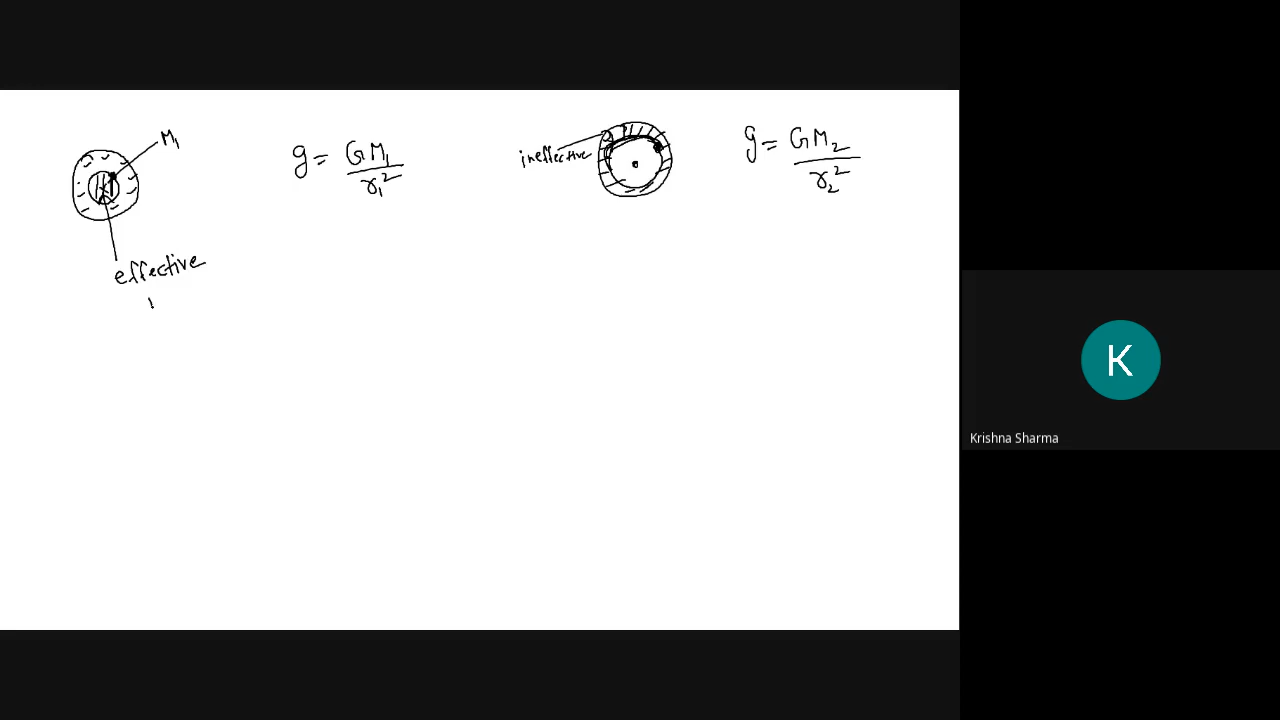 M₁
g = GM₁/r₁²
effective
ineffective
g = GM₂/r₂²
K
Krishna Sharma